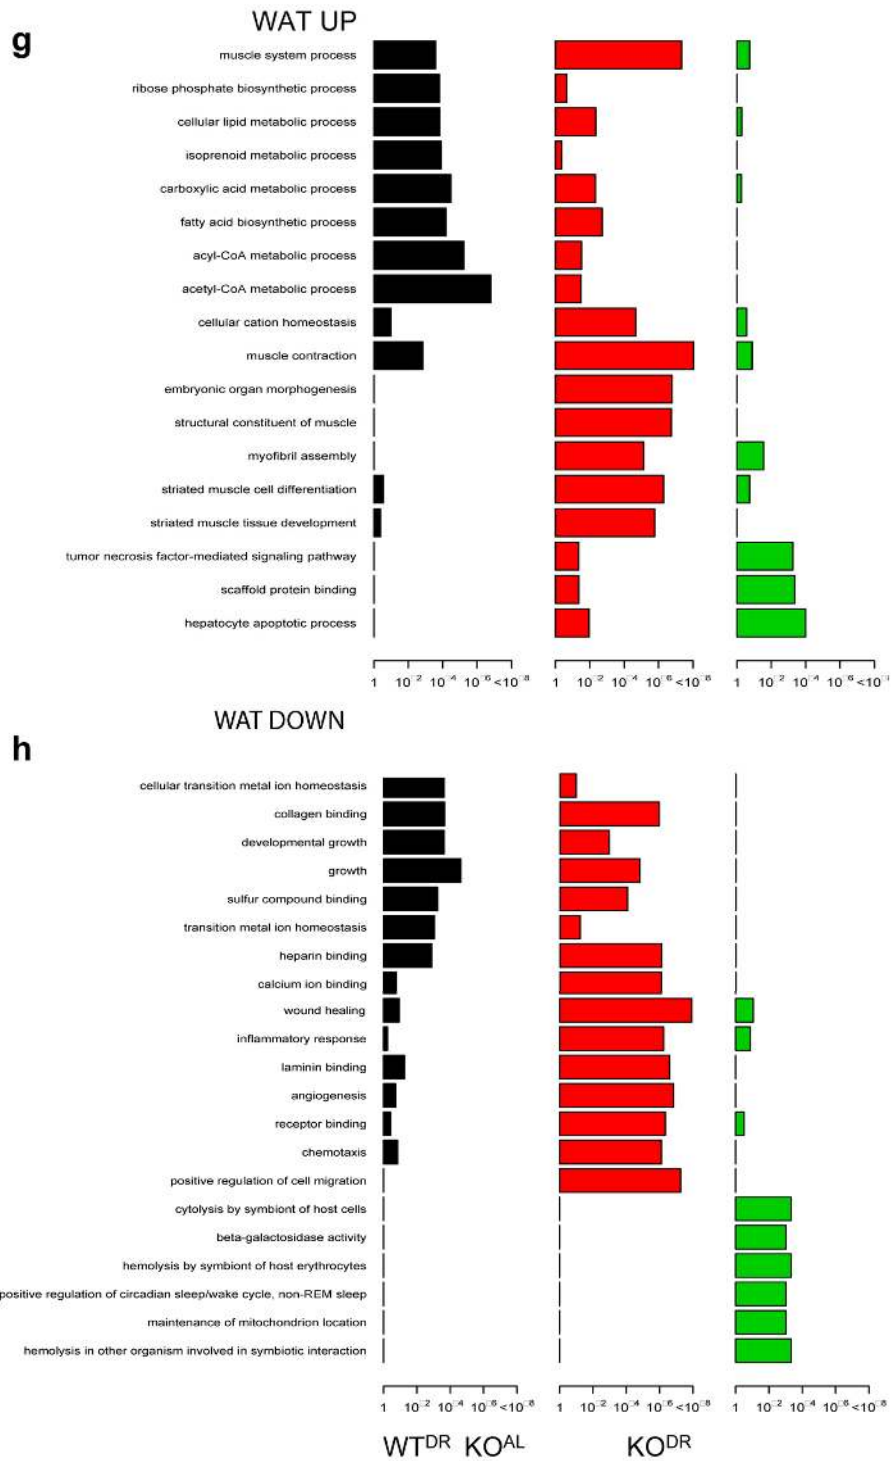 g
WAT UP
muscle system process
ribose phosphate biosynthetic process
cellular lipid metabolic process
isoprenoid metabolic process
carboxylic acid metabolic process
fatty acid biosynthetic process
acyl-CoA metabolic process
acetyl-CoA metabolic process
cellular cation homeostasis
muscle contraction
embryonic organ morphogenesis
structural constituent of muscle
myofibril assembly
striated muscle cell differentiation
striated muscle tissue development
tumor necrosis factor-mediated signaling pathway
scaffold protein binding
hepatocyte apoptotic process
1 10⁻² 10⁻⁴ 10⁻⁶ <10⁻⁸ 1 10⁻² 10⁻⁴ 10⁻⁶ <10⁻⁸ 1 10⁻² 10⁻⁴ 10⁻⁶ <10⁻⁸
WAT DOWN
h
cellular transition metal ion homeostasis
collagen binding
developmental growth
growth
sulfur compound binding
transition metal ion homeostasis
heparin binding
calcium ion binding
wound healing
inflammatory response
laminin binding
angiogenesis
receptor binding
chemotaxis
positive regulation of cell migration
cytolysis by symbiont of host cells
beta-galactosidase activity
hemolysis by symbiont of host erythrocytes
positive regulation of circadian sleep/wake cycle, non-REM sleep
maintenance of mitochondrion location
hemolysis in other organism involved in symbiotic interaction
1 10⁻² 10⁻⁴ 10⁻⁶ <10⁻⁸ 1 10⁻² 10⁻⁴ 10⁻⁶ <10⁻⁸ 1 10⁻² 10⁻⁴ 10⁻⁶ <10⁻⁸
WTᴰᴿ KOᴬᴸ KOᴰᴿ